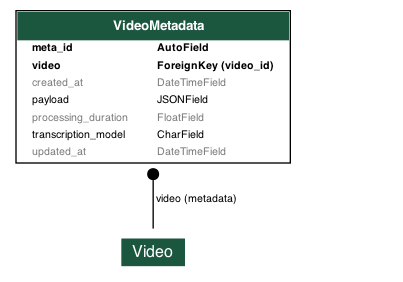 VideoMetadata
meta_id AutoField
video ForeignKey (video_id)
created_at DateTimeField
payload JSONField
processing_duration FloatField
transcription_model CharField
updated_at DateTimeField
video (metadata)
Video